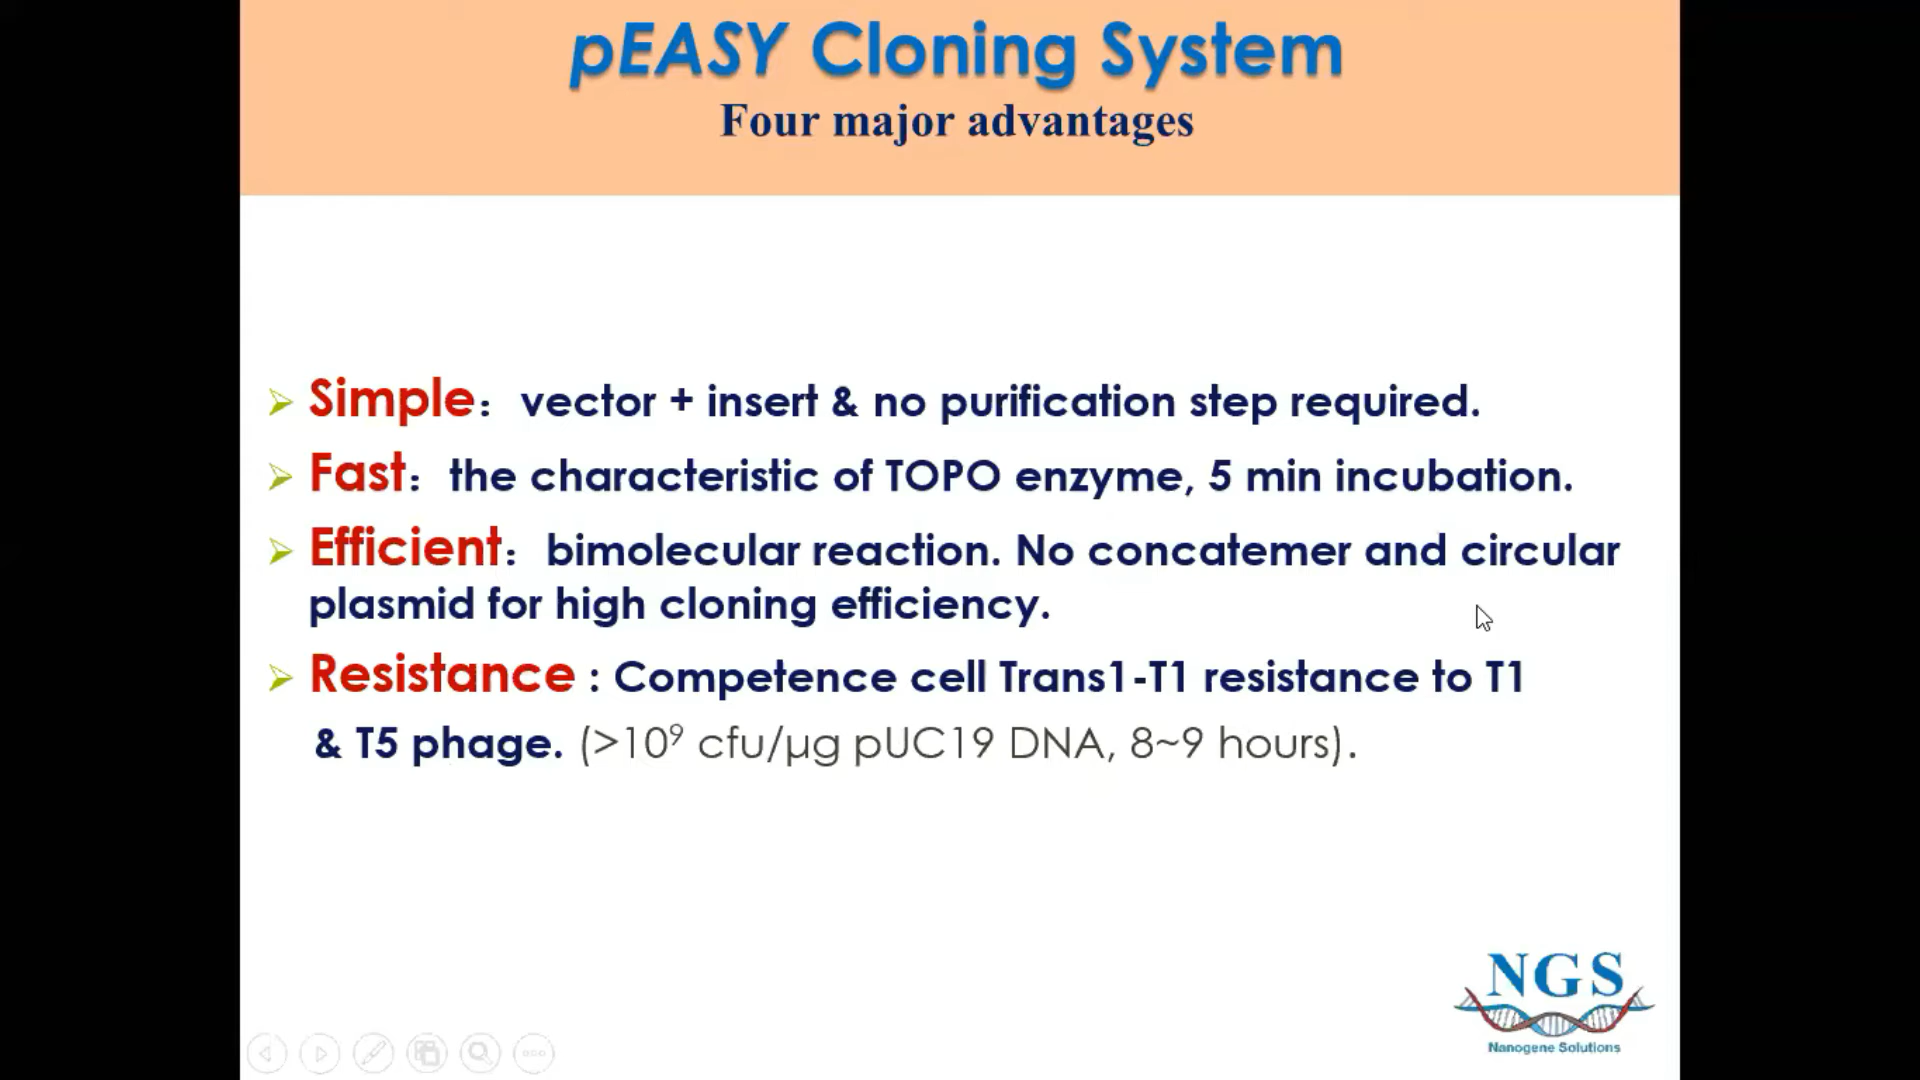 pEASY Cloning System
Four major advantages
➢ Simple： vector + insert & no purification step required.
➢ Fast： the characteristic of TOPO enzyme, 5 min incubation.
➢ Efficient： bimolecular reaction. No concatemer and circular
plasmid for high cloning efficiency.
➢ Resistance : Competence cell Trans1-T1 resistance to T1
& T5 phage. (>10⁹ cfu/µg pUC19 DNA, 8~9 hours).
NGS
Nanogene Solutions